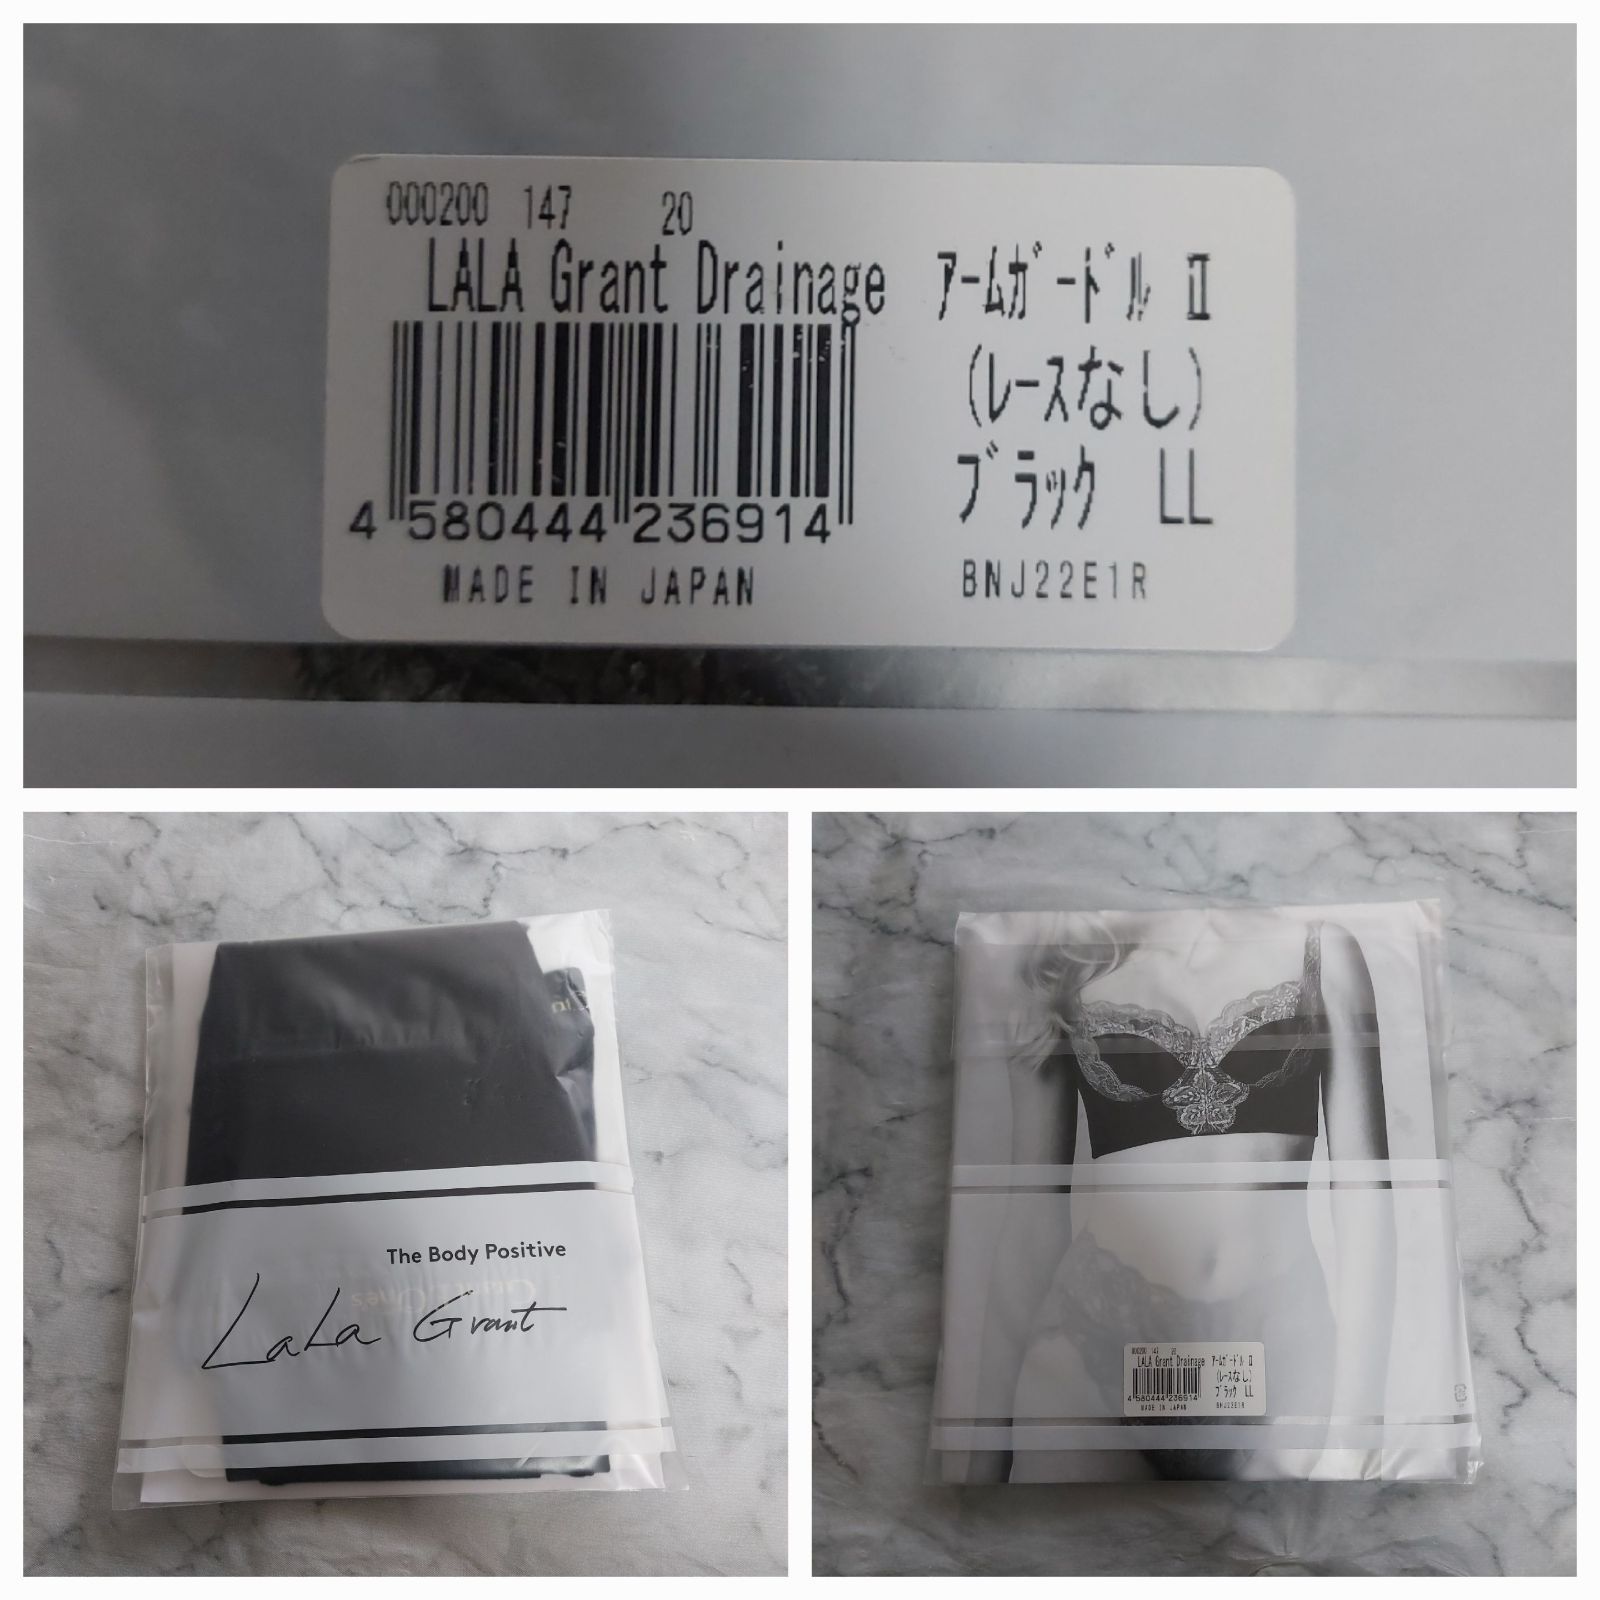 000200 147 20
LALA Grant Drainage ｱｰﾑｶﾞｰﾄﾞﾙ Ⅱ
(ﾚｰｽなし)
ﾌﾞﾗｯｸ LL
4 580444 236914
MADE IN JAPAN BNJ22E1R
The Body Positive
LaLa Grant
000200 147 20
LALA Grant Drainage ｱｰﾑｶﾞｰﾄﾞﾙ Ⅱ
(ﾚｰｽなし)
ﾌﾞﾗｯｸ LL
4 580444 236914
MADE IN JAPAN BNJ22E1R